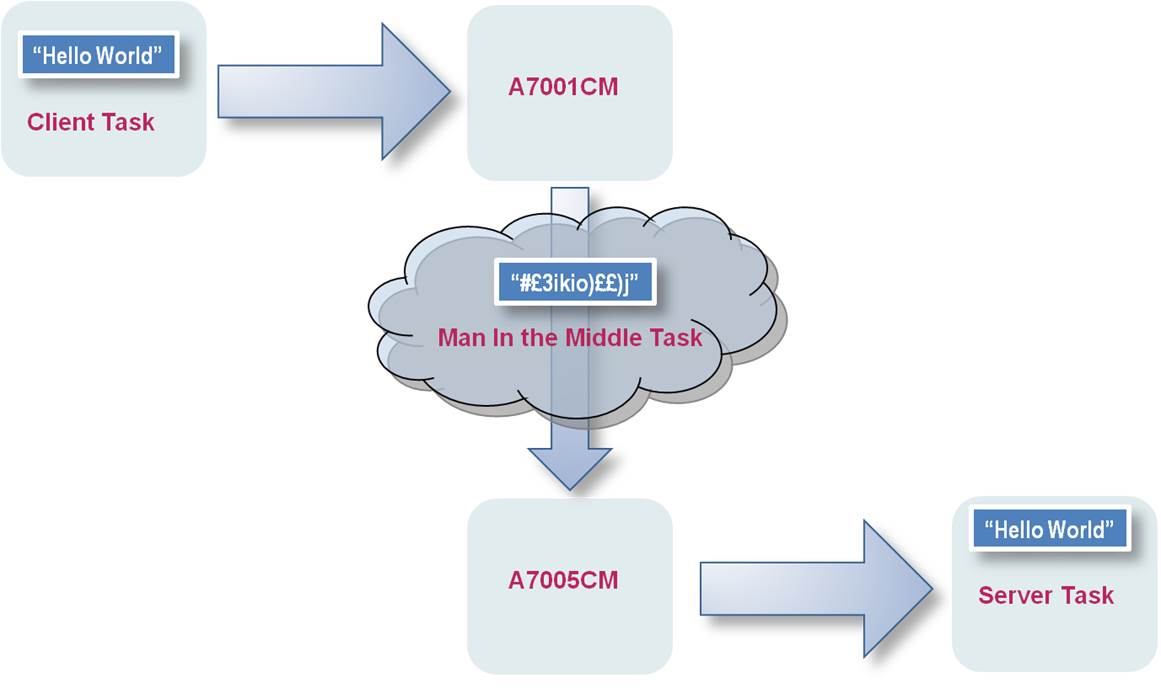 “Hello World”
Client Task
A7001CM
“#£3ikio)££)j”
Man In the Middle Task
A7005CM
“Hello World”
Server Task